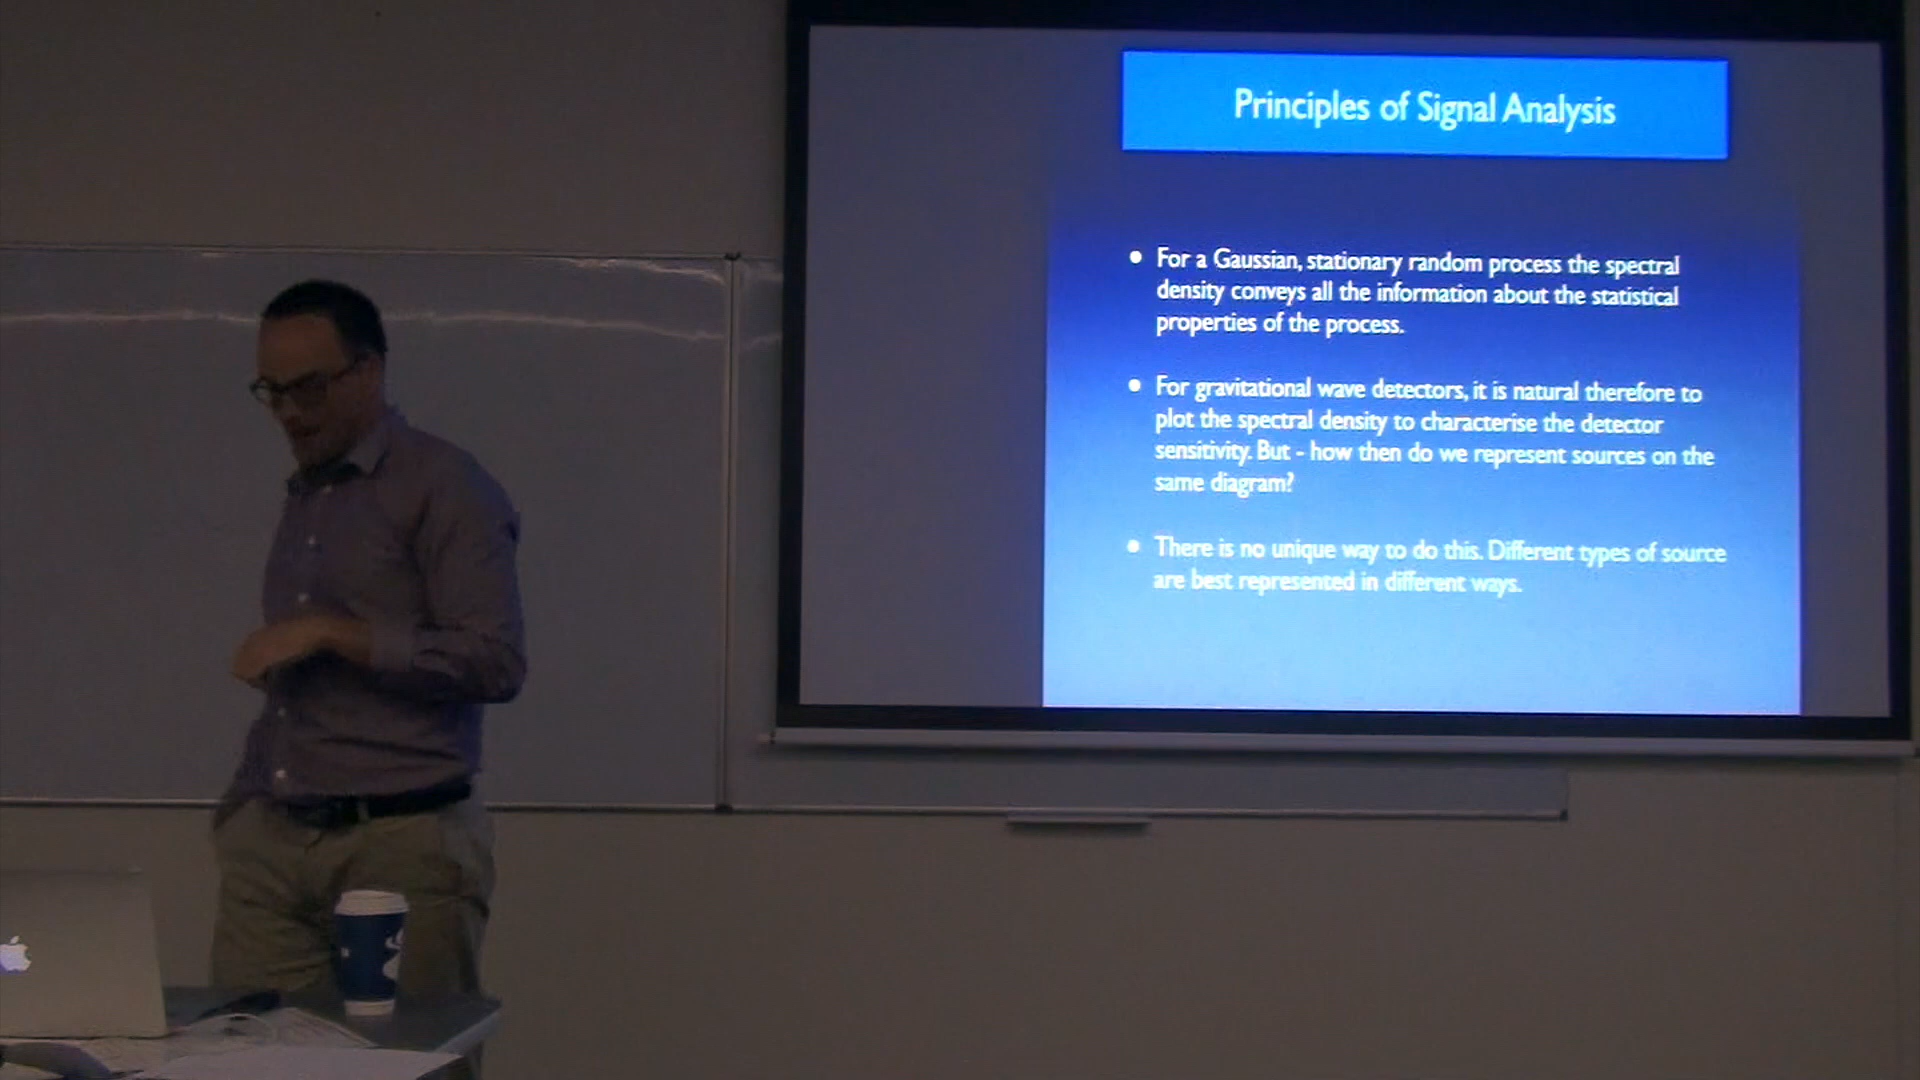 Principles of Signal Analysis
• For a Gaussian, stationary random process the spectral
density conveys all the information about the statistical
properties of the process.
• For gravitational wave detectors, it is natural therefore to
plot the spectral density to characterise the detector
sensitivity. But - how then do we represent sources on the
same diagram?
• There is no unique way to do this. Different types of source
are best represented in different ways.